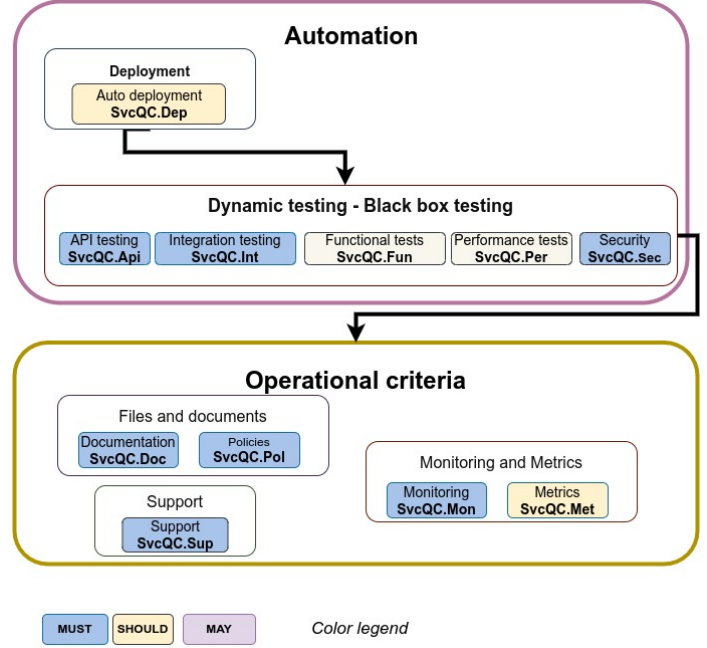 Automation
Deployment
Auto deployment
SvcQC.Dep
Dynamic testing - Black box testing
API testing
SvcQC.Api
Integration testing
SvcQC.Int
Functional tests
SvcQC.Fun
Performance tests
SvcQC.Per
Security
SvcQC.Sec
Operational criteria
Files and documents
Documentation
SvcQC.Doc
Policies
SvcQC.Pol
Monitoring and Metrics
Monitoring
SvcQC.Mon
Metrics
SvcQC.Met
Support
Support
SvcQC.Sup
MUST
SHOULD
MAY
Color legend